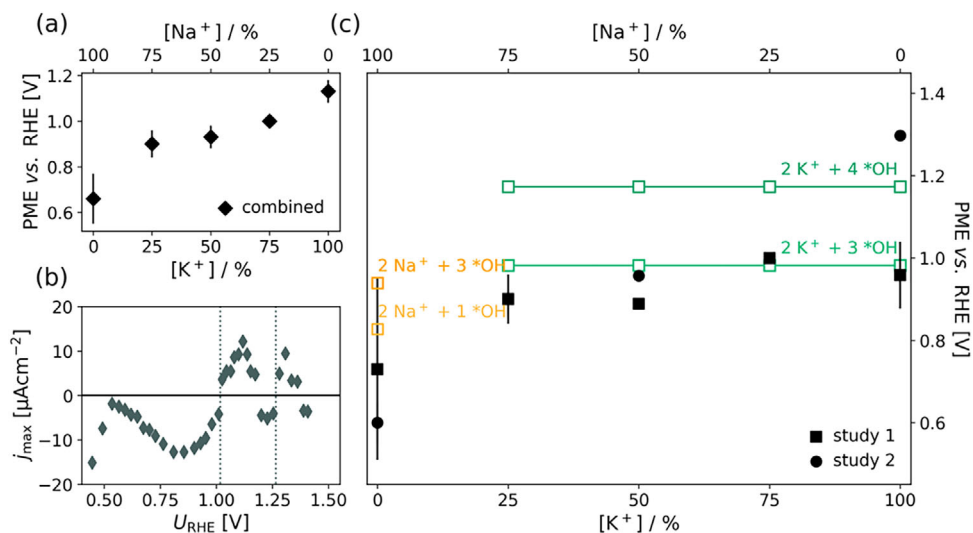 (a)
[Na⁺] / %
100 75 50 25 0
PME vs. RHE [V]
1.2
1.0
0.8
0.6
combined
0 25 50 75 100
[K⁺] / %
(b)
j_max [µAcm⁻²]
20
10
0
−10
−20
0.50 0.75 1.00 1.25 1.50
U_RHE [V]
(c)
[Na⁺] / %
100 75 50 25 0
1.4
1.2
1.0
0.8
0.6
PME vs. RHE [V]
2 K⁺ + 4 *OH
2 K⁺ + 3 *OH
2 Na⁺ + 3 *OH
2 Na⁺ + 1 *OH
study 1
study 2
0 25 50 75 100
[K⁺] / %